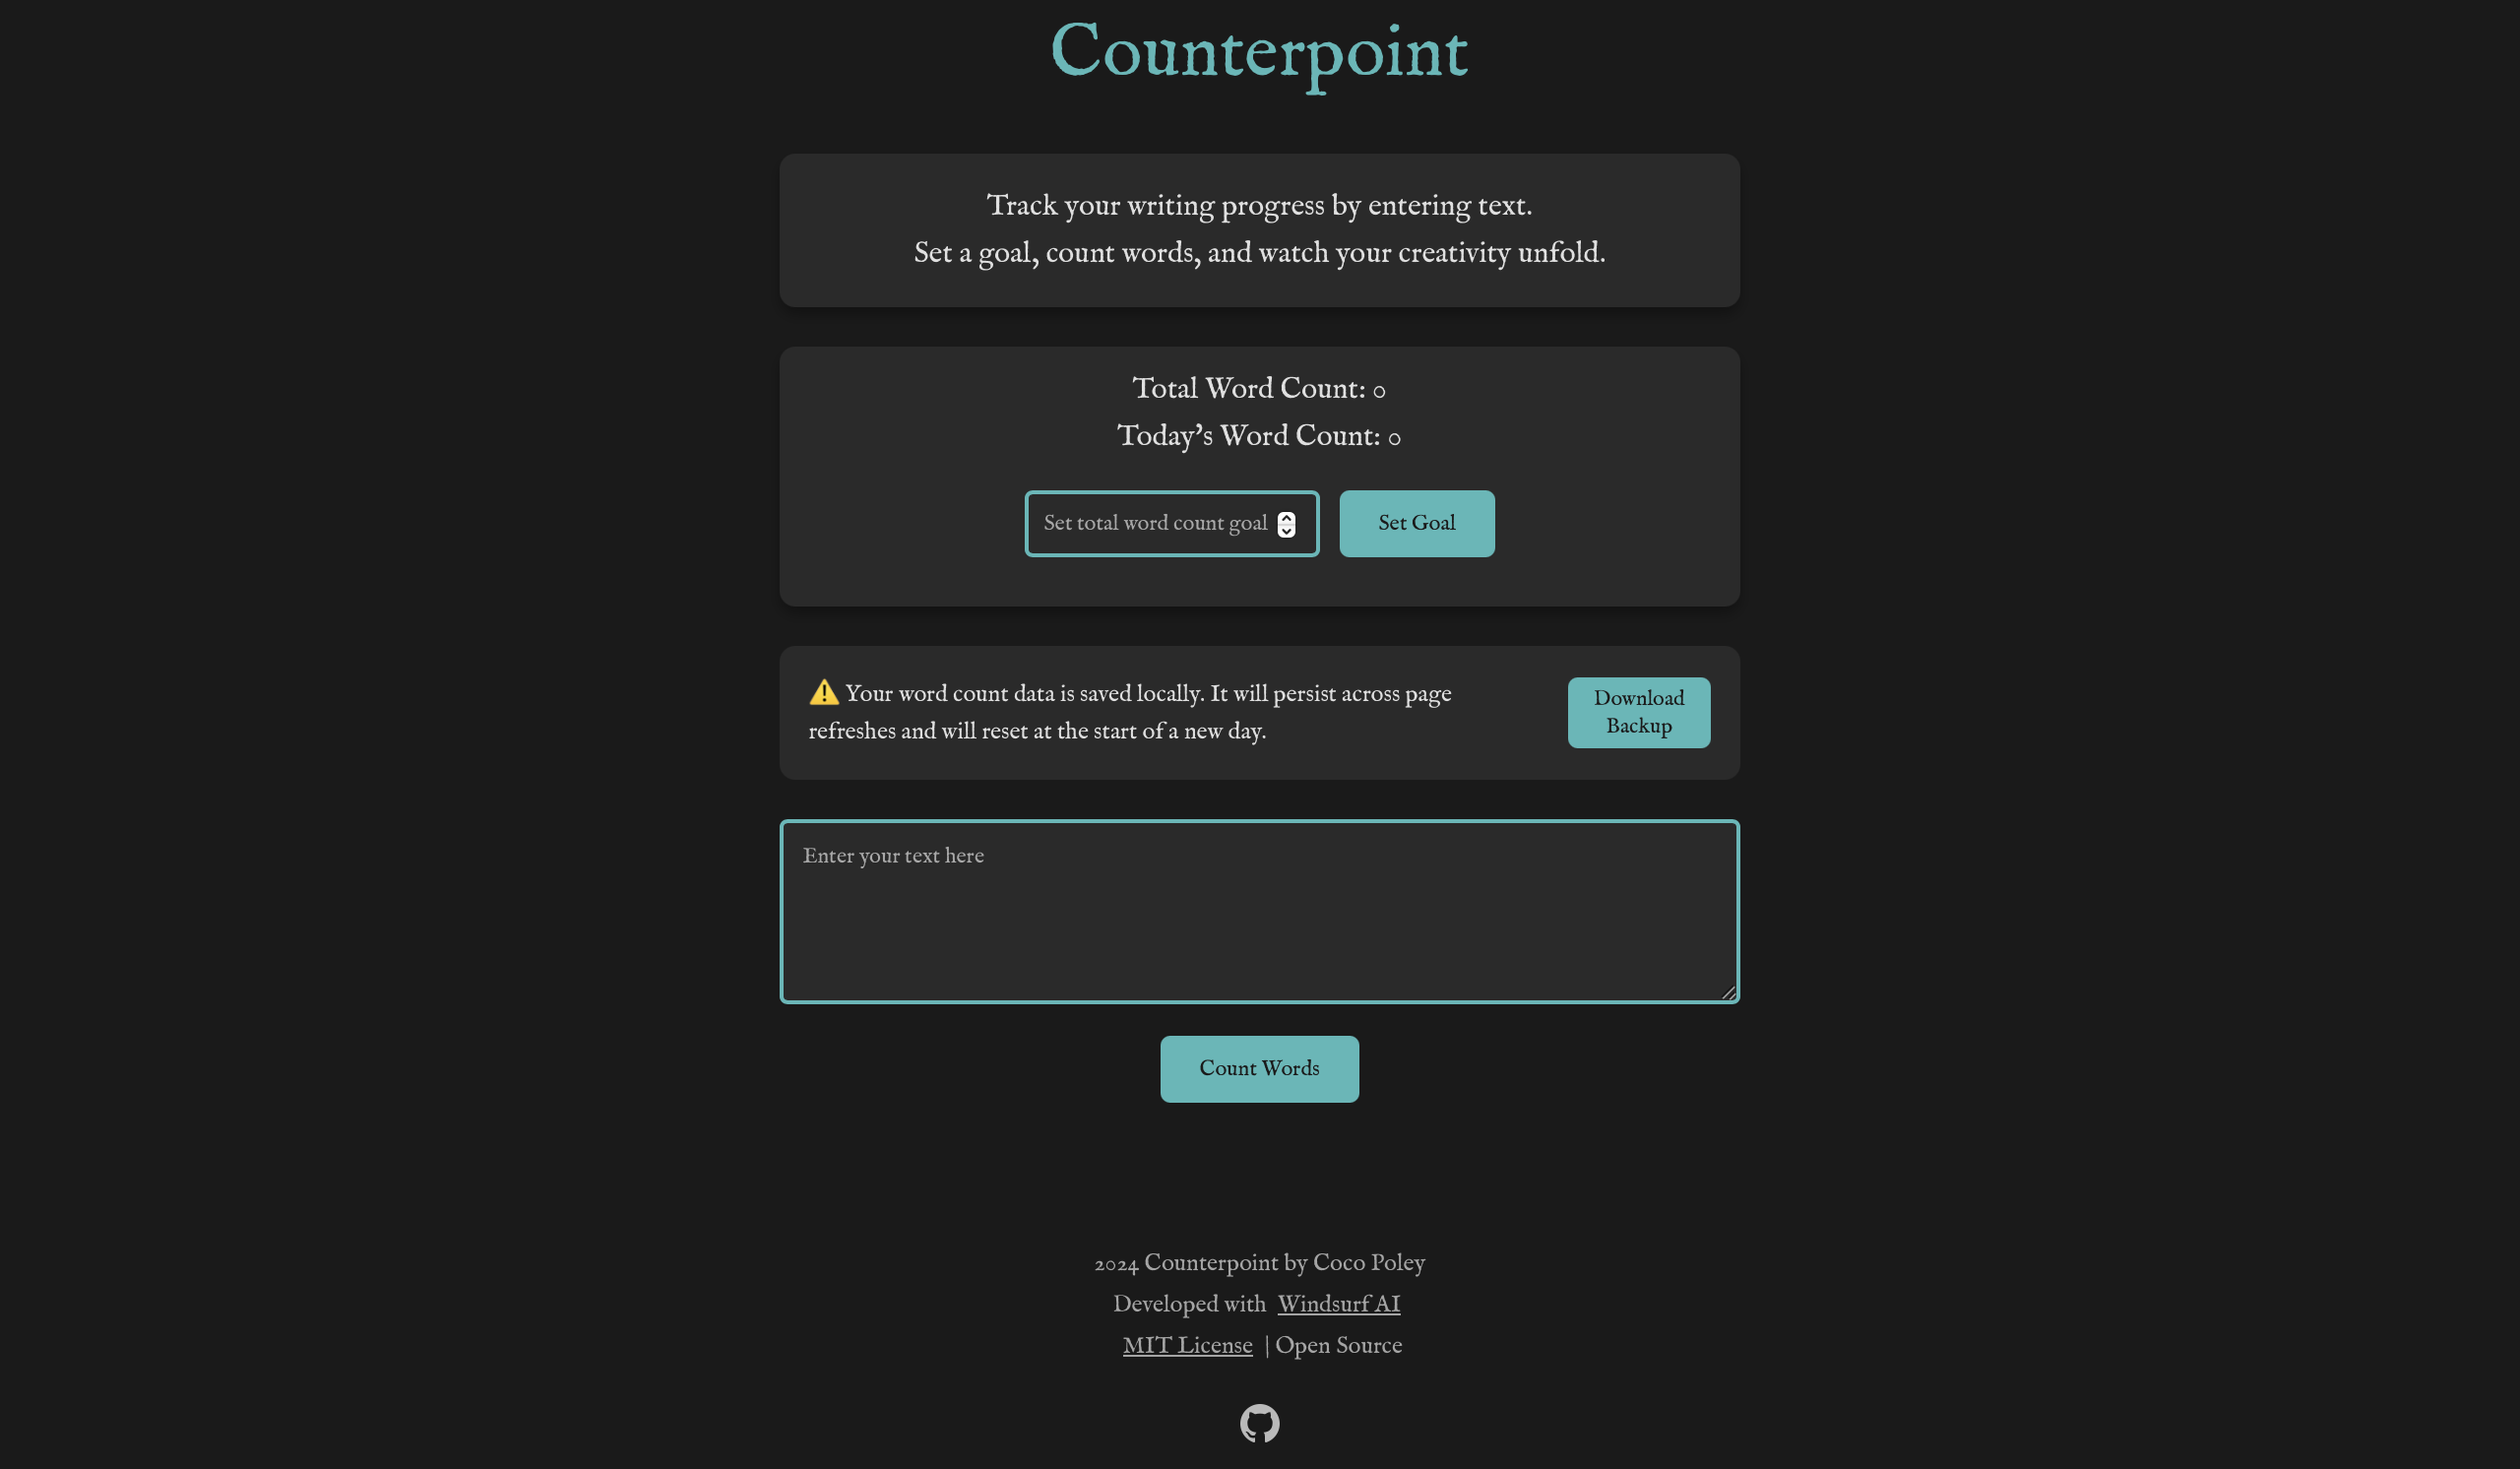 Counterpoint
Track your writing progress by entering text.
Set a goal, count words, and watch your creativity unfold.
Total Word Count: 0
Today's Word Count: 0
Set total word count goal
Set Goal
⚠️ Your word count data is saved locally. It will persist across page
refreshes and will reset at the start of a new day.
Download
Backup
Enter your text here
Count Words
2024 Counterpoint by Coco Poley
Developed with Windsurf AI
MIT License | Open Source